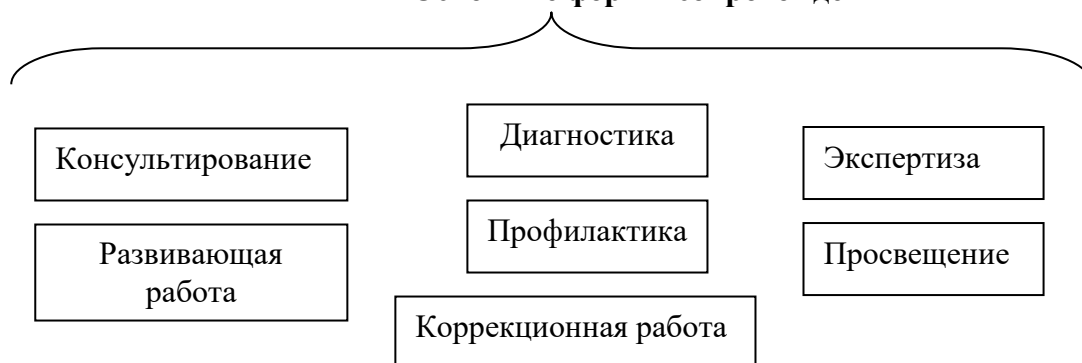 Консультирование
Диагностика
Экспертиза
Развивающая
работа
Профилактика
Просвещение
Коррекционная работа